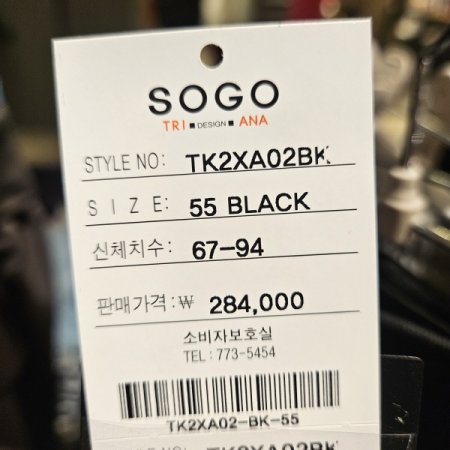 SOGO
TRI ■ DESIGN ■ ANA
STYLE NO: TK2XA02BK
SIZE: 55 BLACK
신체치수: 67-94
판매가격:₩ 284,000
소비자보호실
TEL : 773-5454
TK2XA02-BK-55
TK2XA02BK